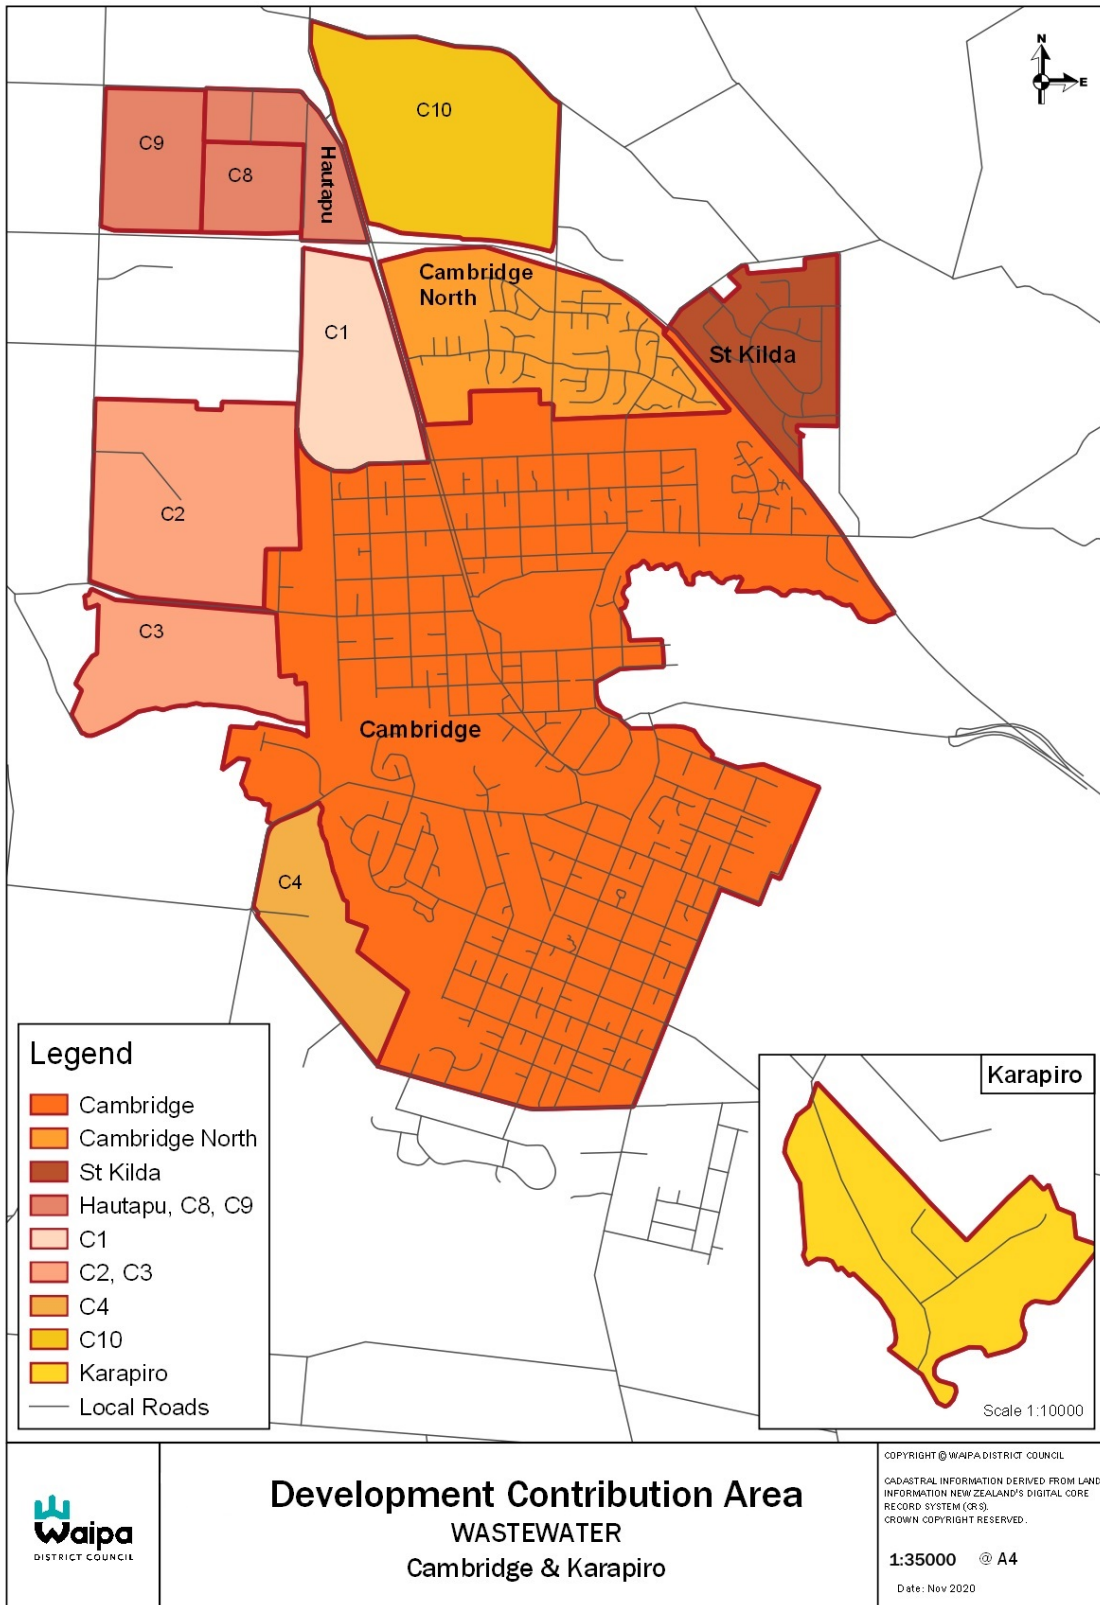 N
E
C10
C9
C8
Hautapu
Cambridge
North
C1
St Kilda
C2
C3
Cambridge
C4
Legend
Cambridge
Cambridge North
St Kilda
Hautapu, C8, C9
C1
C2, C3
C4
C10
Karapiro
Local Roads
Karapiro
Scale 1:10000
Waipa
DISTRICT COUNCIL
Development Contribution Area
WASTEWATER
Cambridge & Karapiro
COPYRIGHT © WAIPA DISTRICT COUNCIL
CADASTRAL INFORMATION DERIVED FROM LAND
INFORMATION NEW ZEALAND'S DIGITAL CORE
RECORD SYSTEM (CRS).
CROWN COPYRIGHT RESERVED.
1:35000 @ A4
Date: Nov 2020